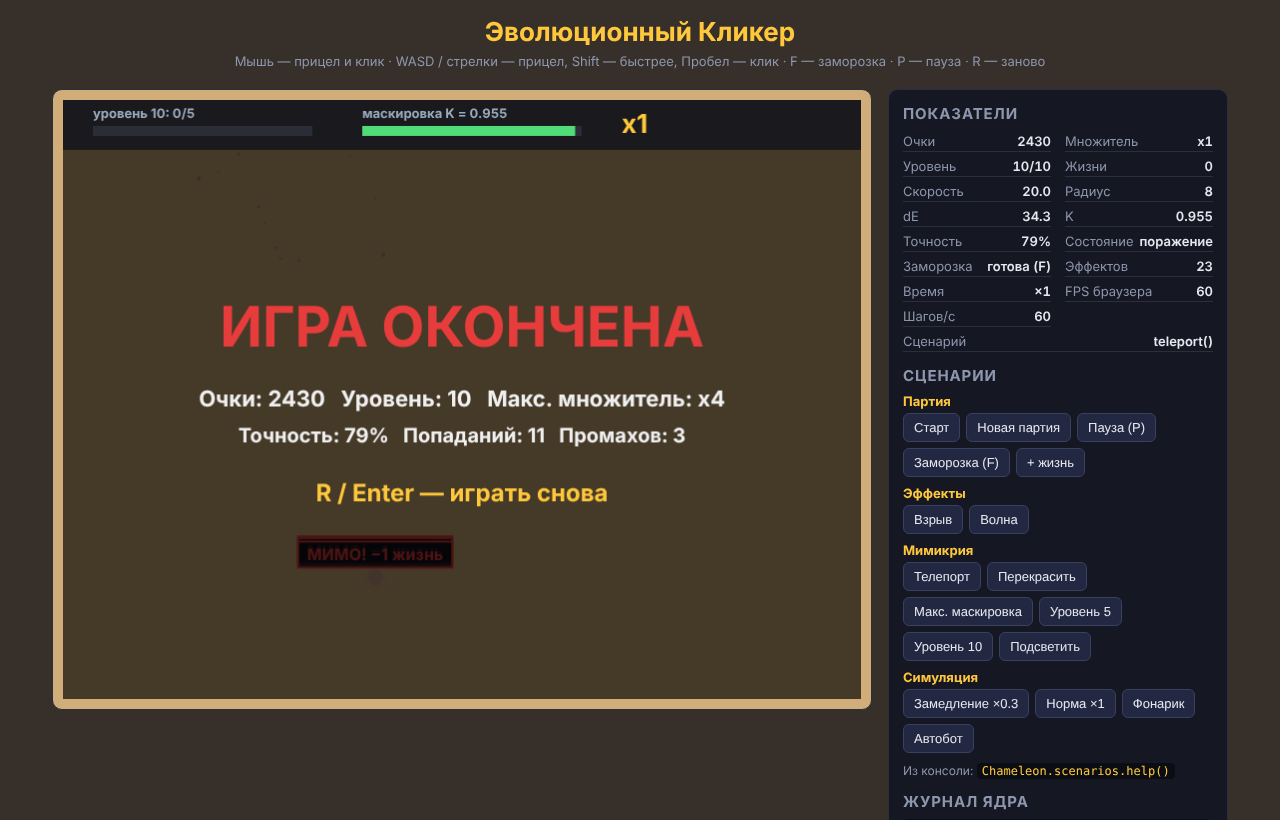 Эволюционный Кликер
Мышь — прицел и клик · WASD / стрелки — прицел, Shift — быстрее, Пробел — клик · F — заморозка · P — пауза · R — заново
уровень 10: 0/5
маскировка K = 0.955
x1
ИГРА ОКОНЧЕНА
Очки: 2430 Уровень: 10 Макс. множитель: x4
Точность: 79% Попаданий: 11 Промахов: 3
R / Enter — играть снова
МИМО! −1 жизнь
ПОКАЗАТЕЛИ
Очки 2430 Множитель x1
Уровень 10/10 Жизни 0
Скорость 20.0 Радиус 8
dE 34.3 K 0.955
Точность 79% Состояние поражение
Заморозка готова (F) Эффектов 23
Время ×1 FPS браузера 60
Шагов/с 60
Сценарий teleport()
СЦЕНАРИИ
Партия
Старт Новая партия Пауза (P)
Заморозка (F) + жизнь
Эффекты
Взрыв Волна
Мимикрия
Телепорт Перекрасить
Макс. маскировка Уровень 5
Уровень 10 Подсветить
Симуляция
Замедление ×0.3 Норма ×1 Фонарик
Автобот
Из консоли: Chameleon.scenarios.help()
ЖУРНАЛ ЯДРА